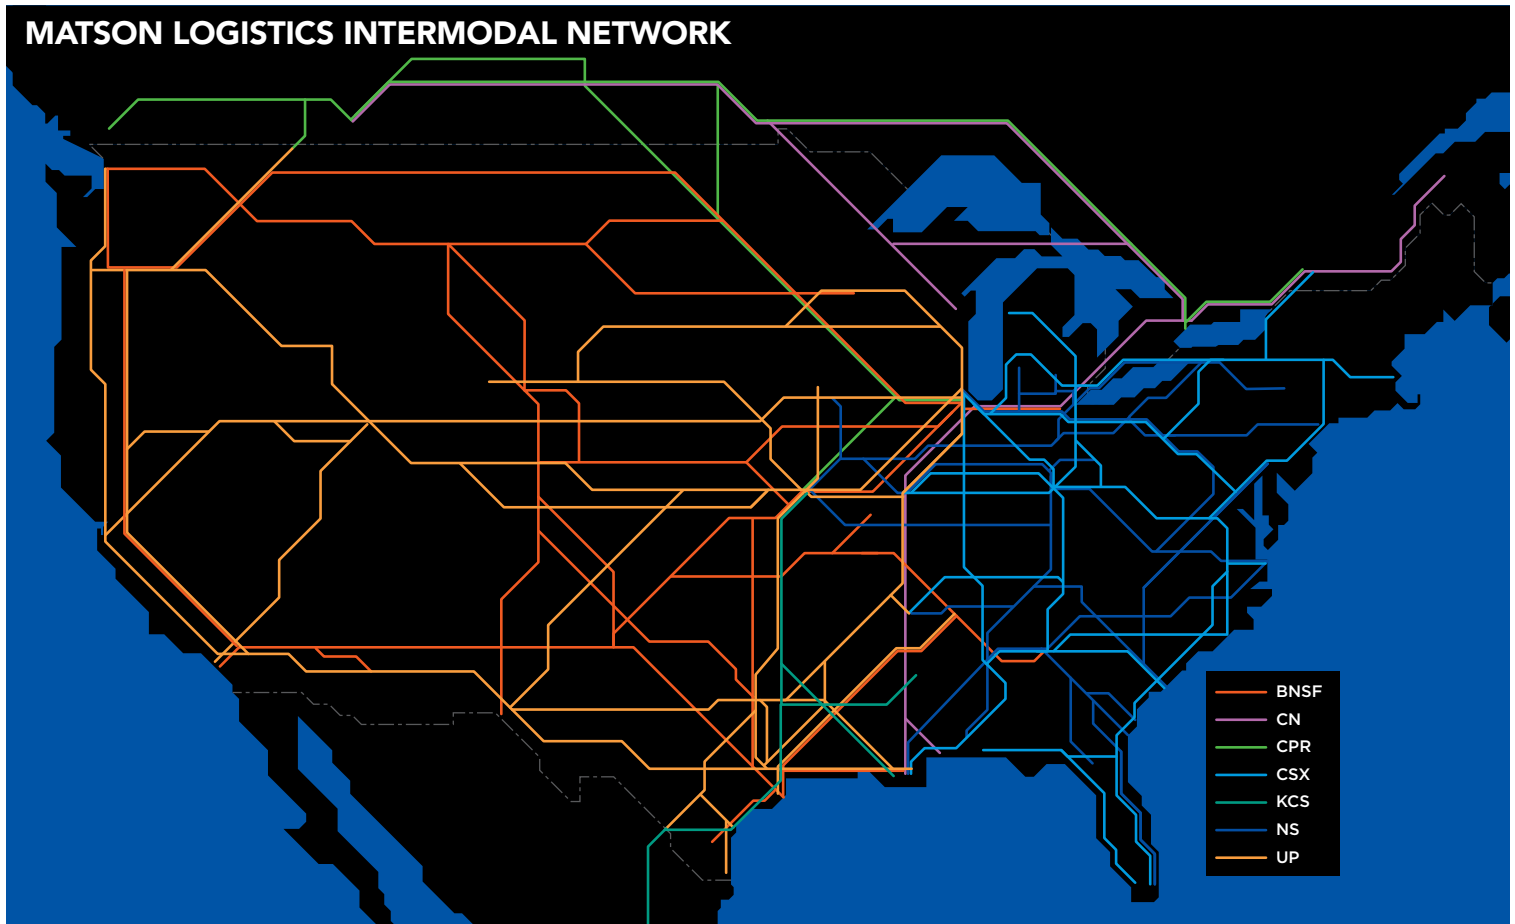 MATSON LOGISTICS INTERMODAL NETWORK
BNSF
CN
CPR
CSX
KCS
NS
UP